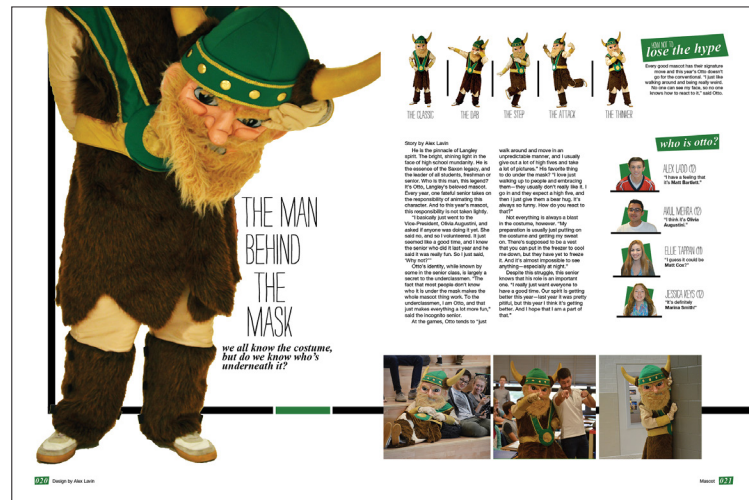 THE MAN
BEHIND
THE
MASK
we all know the costume,
but do we know who's
underneath it?
020 Design by Alex Lavin
THE CLASSIC
THE DAB
THE STEP
THE ATTACK
THE THINKER
HOW NOT TO
lose the hype
Every good mascot has their signature
move and this year's Otto doesn't
go for the conventional. "I just like
walking around and being really weird.
No one can see my face, so no one
knows how to react to it," said Otto.
Story by Alex Lavin
He is the pinnacle of Langley
spirit. The bright, shining light in the
face of high school mundanity. He is
the essence of the Saxon legacy, and
the leader of all students, freshman or
senior. Who is this man, this legend?
It's Otto, Langley's beloved mascot.
Every year, one fateful senior takes on
the responsibility of animating this
character. And to this year's mascot,
this responsibility is not taken lightly.
"I basically just went to the
Vice-President, Olivia Augustini, and
asked if anyone was doing it yet. She
said no, and so I volunteered. It just
seemed like a good time, and I knew
the senior who did it last year and he
said it was really fun. So I just said,
'Why not?'"
Otto's identity, while known by
some in the senior class, is largely a
secret to the underclassmen. "The
fact that most people don't know
who it is under the mask makes the
whole mascot thing work. To the
underclassmen, I am Otto, and that
just makes everything a lot more fun,"
said the incognito senior.
At the games, Otto tends to "just
walk around and move in an
unpredictable manner, and I usually
give out a lot of high fives and take
a lot of pictures." His favorite thing
to do under the mask? "I love just
walking up to people and embracing
them—they usually don't really like it. I
go in and they expect a high five, and
then I just give them a bear hug. It's
always so funny. How do you react to
that?"
Not everything is always a blast
in the costume, however. "My
preparation is usually just putting on
the costume and getting my sweat
on. There's supposed to be a vest
that you can put in the freezer to cool
me down, but they have yet to freeze
it. And it's almost impossible to see
anything—especially at night."
Despite this struggle, this senior
knows that his role is an important
one. "I really just want everyone to
have a good time. Our spirit is getting
better this year—last year it was pretty
pitiful, but this year I think it's getting
better. And I hope that I am a part of
that."
who is otto?
ALEX LADD (12)
"I have a feeling that
it's Matt Bartlett."
AKUL MEHRA (12)
"I think it's Olivia
Augustini "
ELLIE TAPPAN (11)
"I guess it could be
Matt Cox?"
JESSICA KEYS (12)
"It's definitely
Marisa Smith!"
Mascot 021